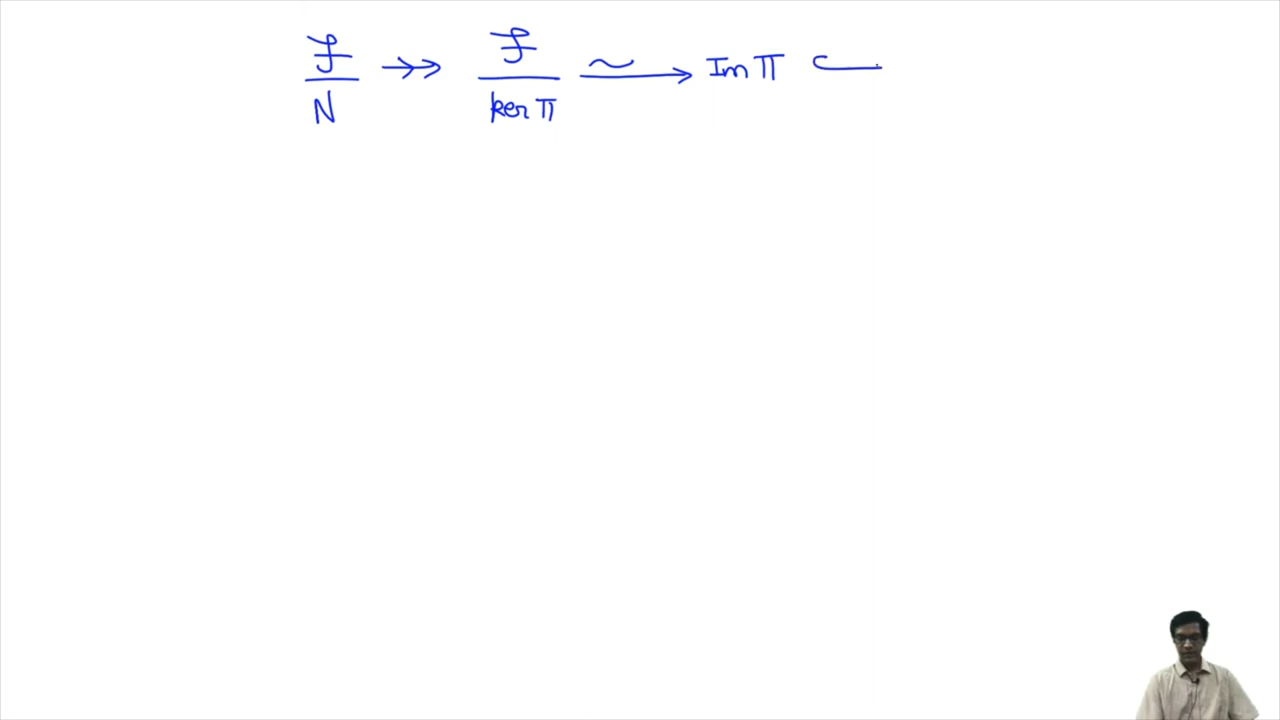 F/N ↠ F/ker π ⥲ Im π ↪